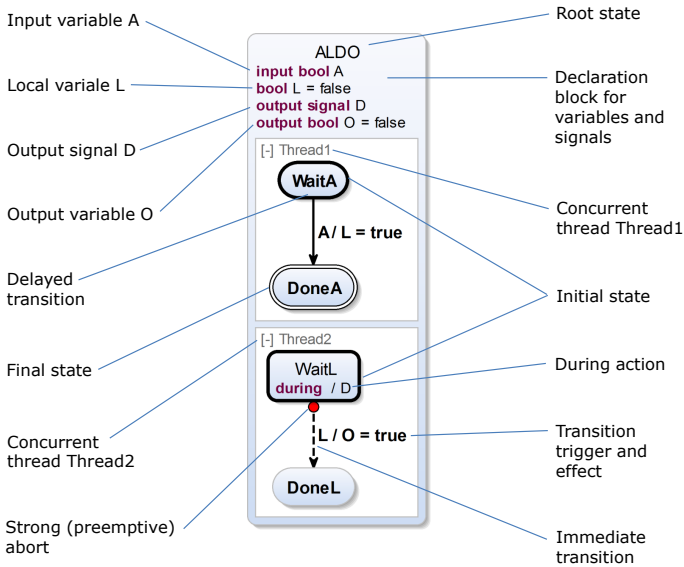 Input variable A
Local variale L
Output signal D
Output variable O
Delayed
transition
Final state
Concurrent
thread Thread2
Strong (preemptive)
abort
ALDO
input bool A
bool L = false
output signal D
output bool O = false
[-] Thread1
WaitA
A / L = true
DoneA
[-] Thread2
WaitL
during / D
L / O = true
DoneL
Root state
Declaration
block for
variables and
signals
Concurrent
thread Thread1
Initial state
During action
Transition
trigger and
effect
Immediate
transition